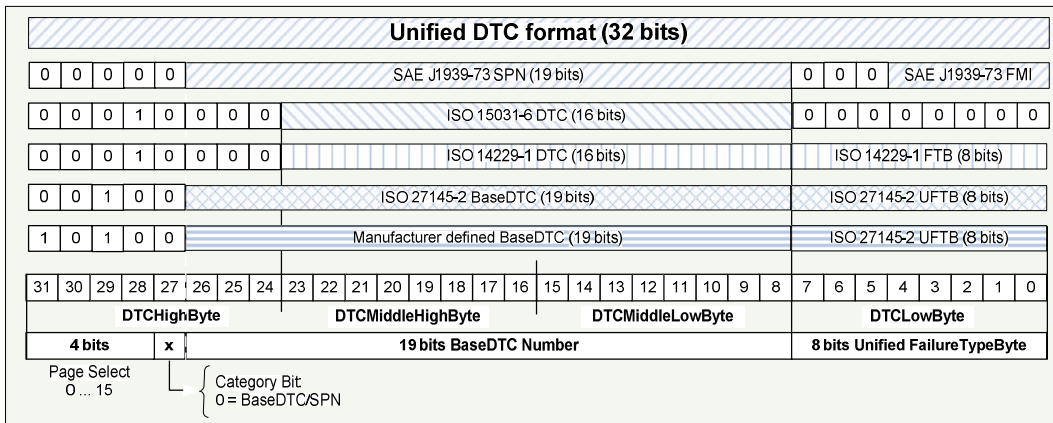 Unified DTC format (32 bits)
0 0 0 0 0 SAE J1939-73 SPN (19 bits) 0 0 0 SAE J1939-73 FMI
0 0 0 1 0 0 0 0 ISO 15031-6 DTC (16 bits) 0 0 0 0 0 0 0 0
0 0 0 1 0 0 0 0 ISO 14229-1 DTC (16 bits) ISO 14229-1 FTB (8 bits)
0 0 1 0 0 ISO 27145-2 BaseDTC (19 bits) ISO 27145-2 UFTB (8 bits)
1 0 1 0 0 Manufacturer defined BaseDTC (19 bits) ISO 27145-2 UFTB (8 bits)
31 30 29 28 27 26 25 24 23 22 21 20 19 18 17 16 15 14 13 12 11 10 9 8 7 6 5 4 3 2 1 0
DTCHighByte DTCMiddleHighByte DTCMiddleLowByte DTCLowByte
4 bits x 19 bits BaseDTC Number 8 bits Unified FailureTypeByte
Page Select
0 ... 15
Category Bit:
0 = BaseDTC/SPN